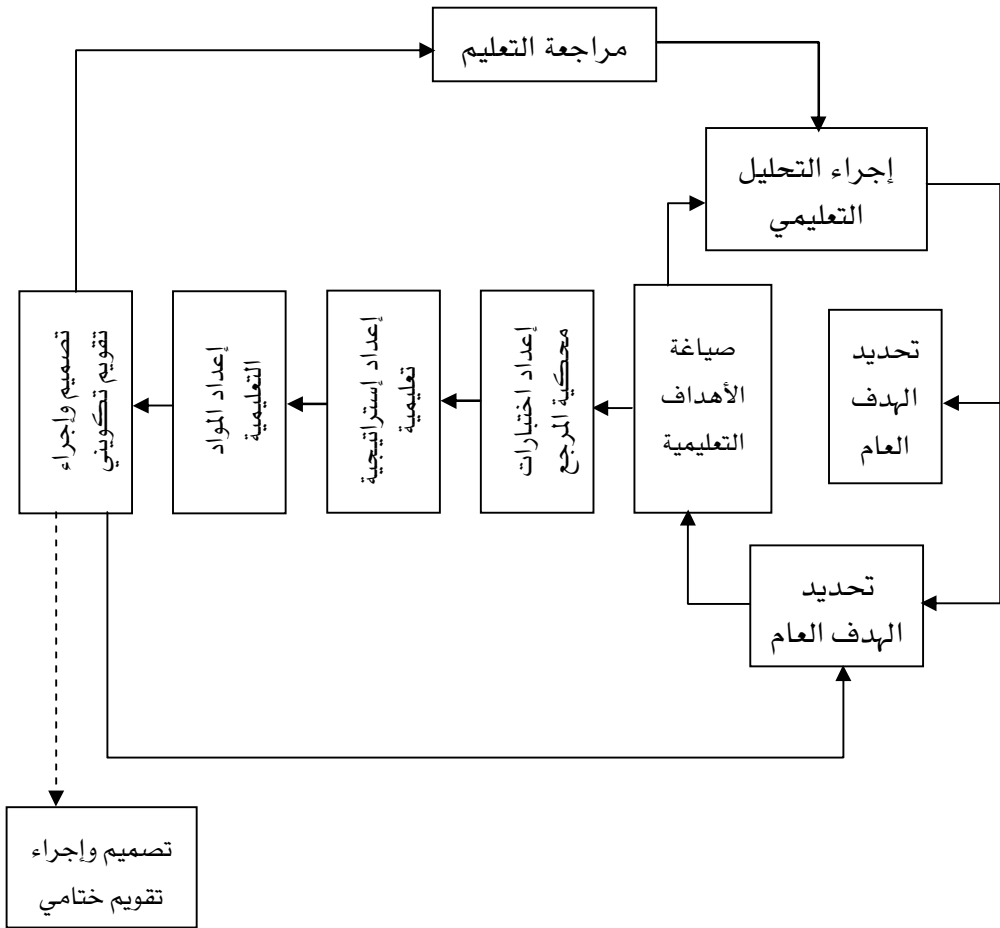 مراجعة التعليم
إجراء التحليل
التعليمي
تحديد
الهدف
العام
صياغة
الأهداف
التعليمية
إعداد اختبارات
محكية المرجع
إعداد إستراتيجية
تعليمية
إعداد المواد
التعليمية
تصميم وإجراء
تقويم تكويني
تحديد
الهدف العام
تصميم وإجراء
تقويم ختامي